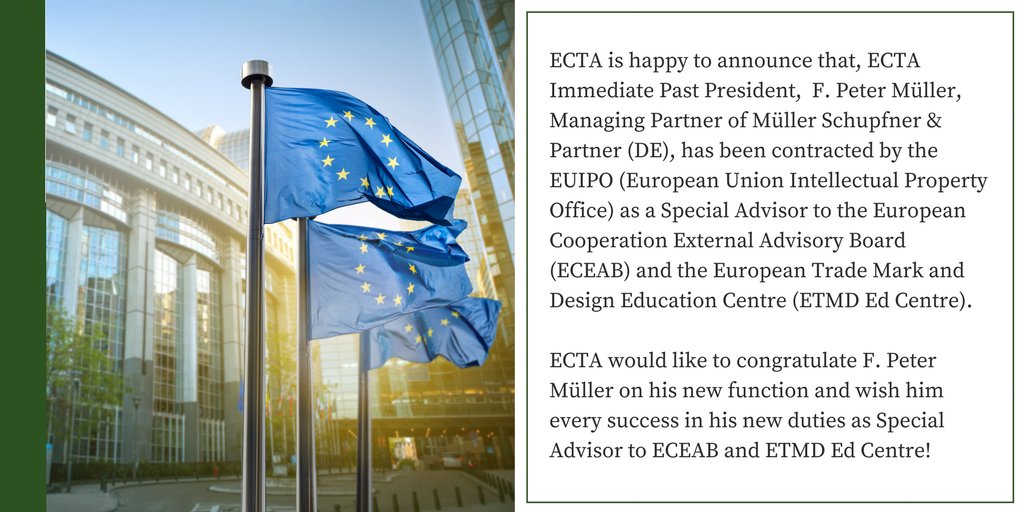 ECTA is happy to announce that, ECTA
Immediate Past President,  F. Peter Müller,
Managing Partner of Müller Schupfner &
Partner (DE), has been contracted by the
EUIPO (European Union Intellectual Property
Office) as a Special Advisor to the European
Cooperation External Advisory Board
(ECEAB) and the European Trade Mark and
Design Education Centre (ETMD Ed Centre).
ECTA would like to congratulate F. Peter
Müller on his new function and wish him
every success in his new duties as Special
Advisor to ECEAB and ETMD Ed Centre!